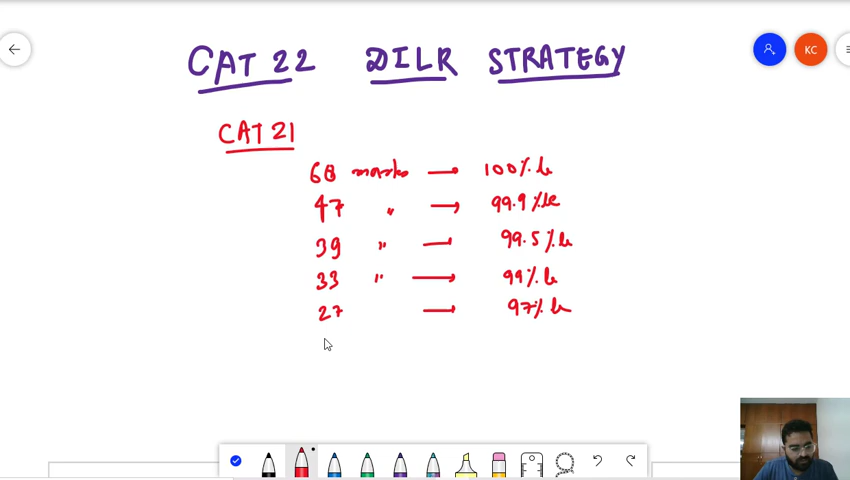 CAT 22 DILR STRATEGY
KC
CAT 21
68 marks → 100%le
47 " → 99.9%le
39 " → 99.5%le
33 " → 99%le
27 → 97%le